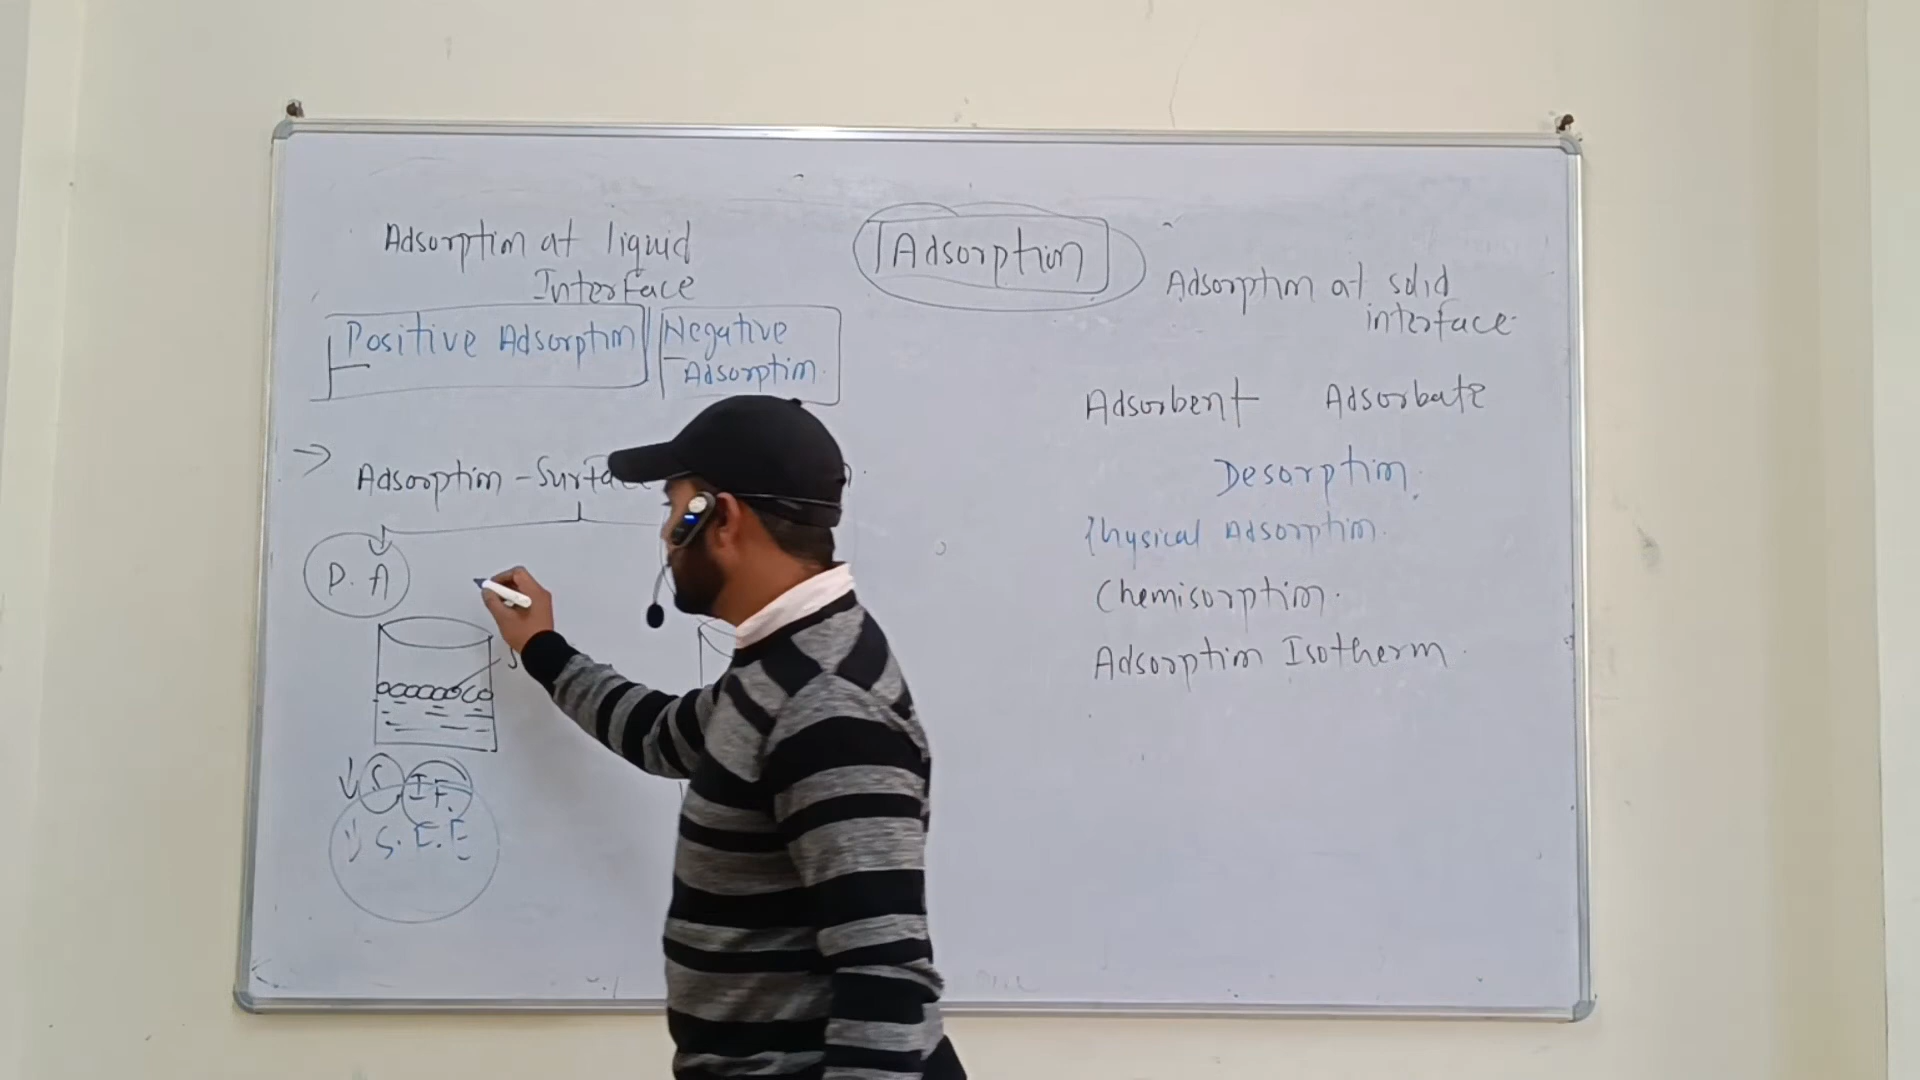 Adsorption
Adsorption at liquid
Interface
Positive Adsorption
Negative
Adsorption.
→ Adsorption - Surfa
P. A
↓ S. I F.
↓ S. F. E
Adsorption at solid
interface.
Adsorbent Adsorbate
Desorption.
Physical Adsorption.
Chemisorption.
Adsorption Isotherm.